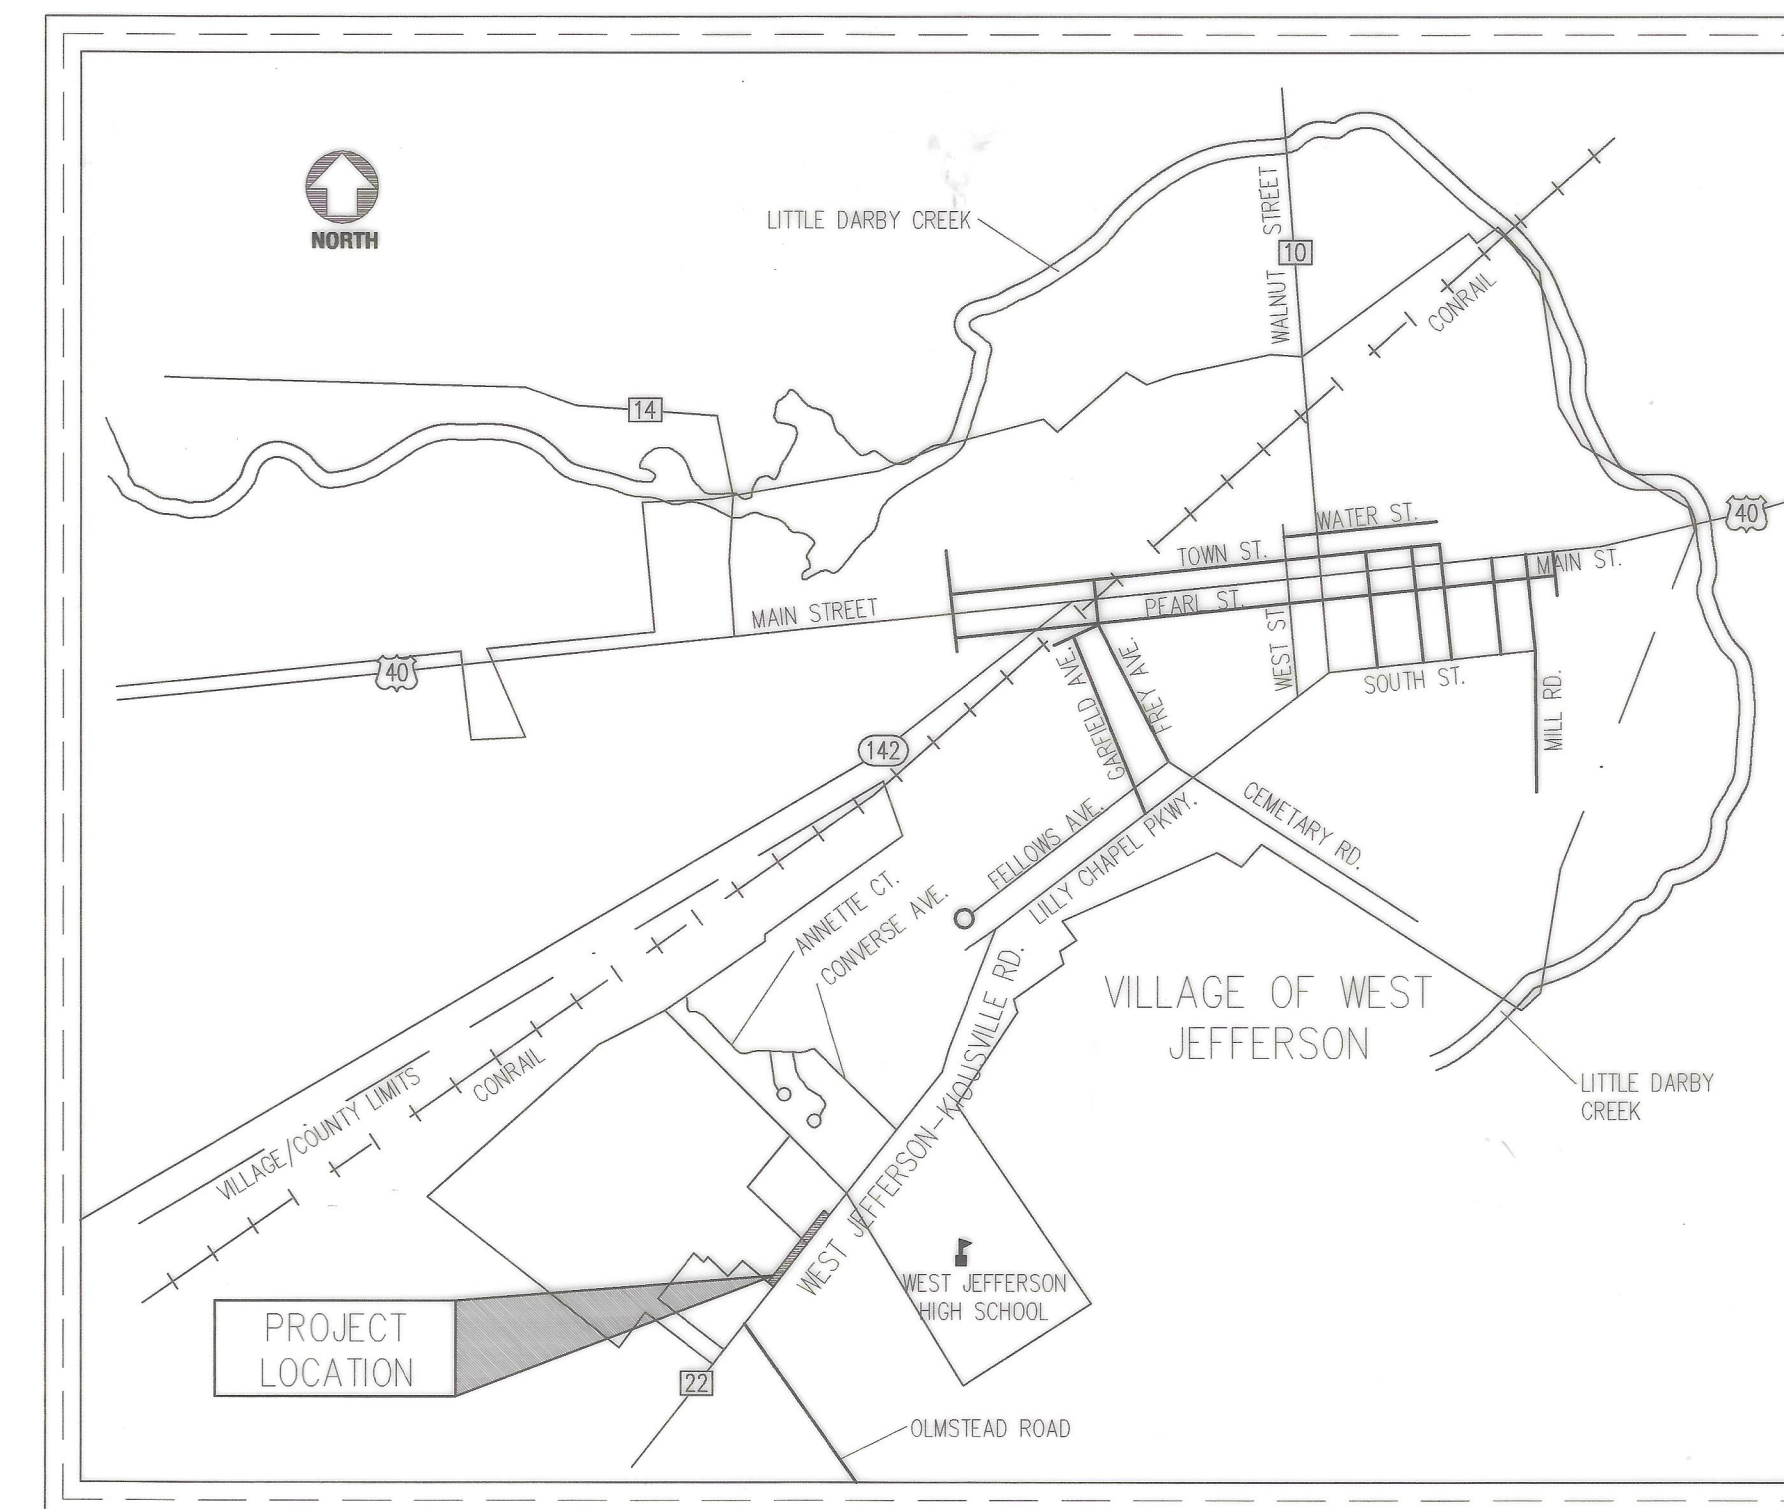 NORTH
LITTLE DARBY CREEK
WALNUT STREET
10
CONRAIL
14
40
WATER ST.
TOWN ST.
MAIN ST.
MAIN STREET
PEARL ST.
40
WEST ST.
SOUTH ST.
GARFIELD AVE.
FREY AVE.
MILL RD.
142
FELLOWS AVE.
LILLY CHAPEL PKWY.
CEMETARY RD.
ANNETTE CT.
CONVERSE AVE.
VILLAGE OF WEST
JEFFERSON
WEST JEFFERSON-KIOUSVILLE RD.
LITTLE DARBY
CREEK
CONRAIL
VILLAGE/COUNTY LIMITS
WEST JEFFERSON
HIGH SCHOOL
PROJECT
LOCATION
22
OLMSTEAD ROAD